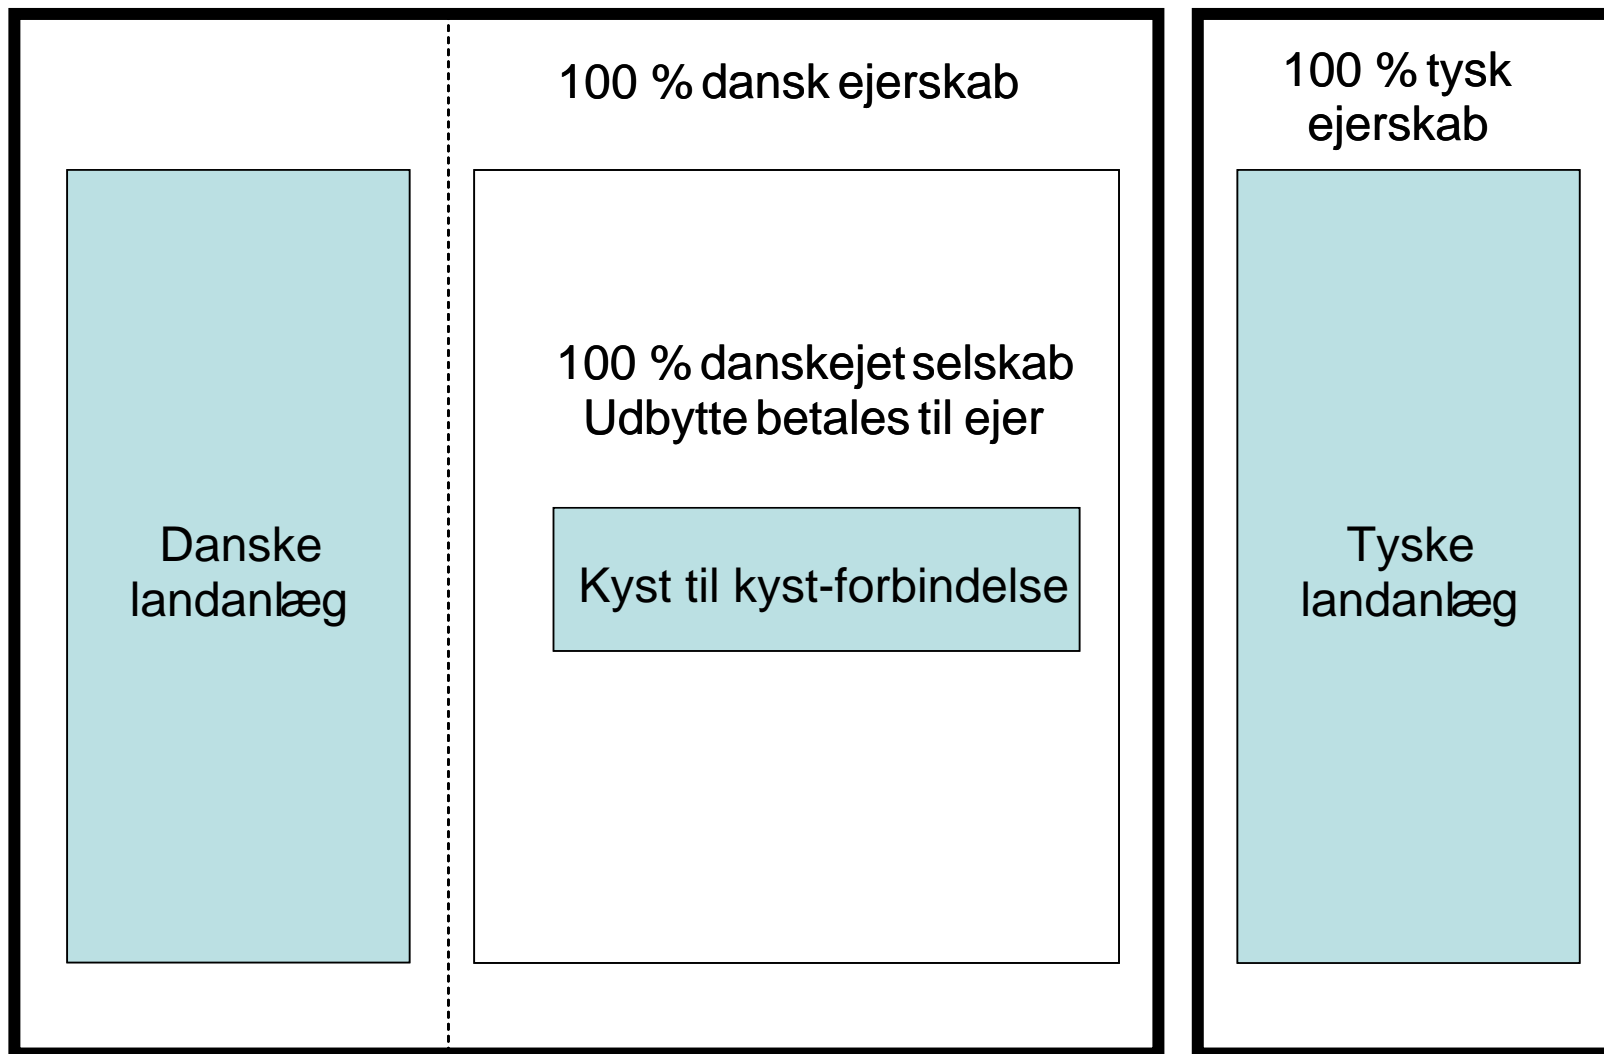 100 % dansk ejerskab
100 % tysk
ejerskab
100 % danskejet selskab
Udbytte betales til ejer
Danske
landanlæg
Kyst til kyst-forbindelse
Tyske
landanlæg